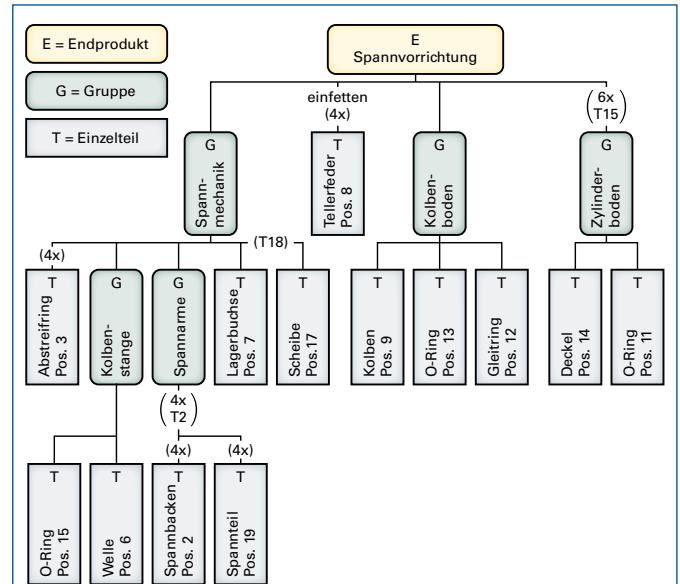 E = Endprodukt
G = Gruppe
T = Einzelteil
E
Spannvorrichtung
einfetten
(4x)
(6x
T15)
G
Spann-
mechanik
T
Tellerfeder
Pos. 8
G
Kolben-
boden
G
Zylinder-
boden
(4x)
(T18)
T
Abstreifring
Pos. 3
G
Kolben-
stange
G
Spannarme
T
Lagerbuchse
Pos. 7
T
Scheibe
Pos.17
T
Kolben
Pos. 9
T
O-Ring
Pos. 13
T
Gleitring
Pos. 12
T
Deckel
Pos. 14
T
O-Ring
Pos. 11
(4x
T2)
(4x)
(4x)
T
O-Ring
Pos. 15
T
Welle
Pos. 6
T
Spannbacken
Pos. 2
T
Spannteil
Pos. 19